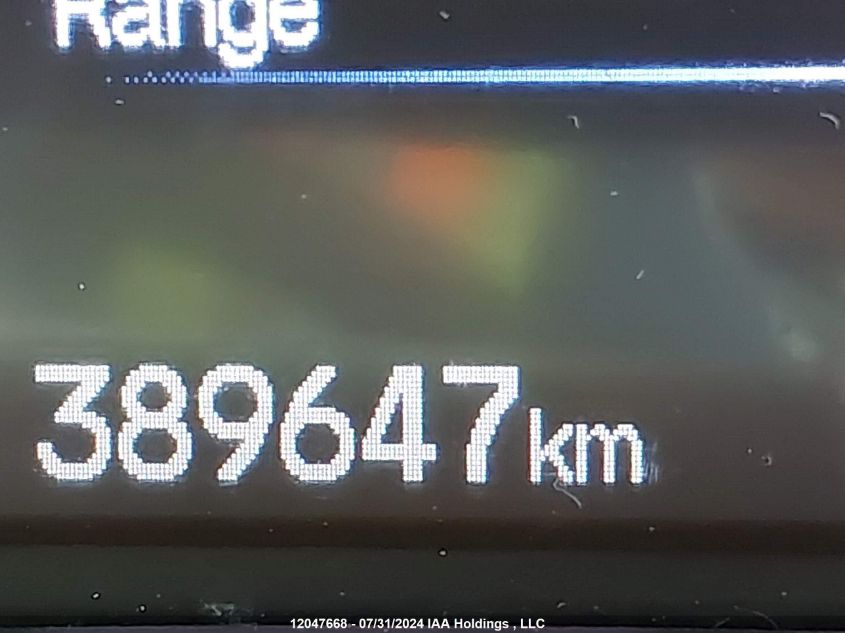 Range
389647 km
12047668 - 07/31/2024 IAA Holdings , LLC